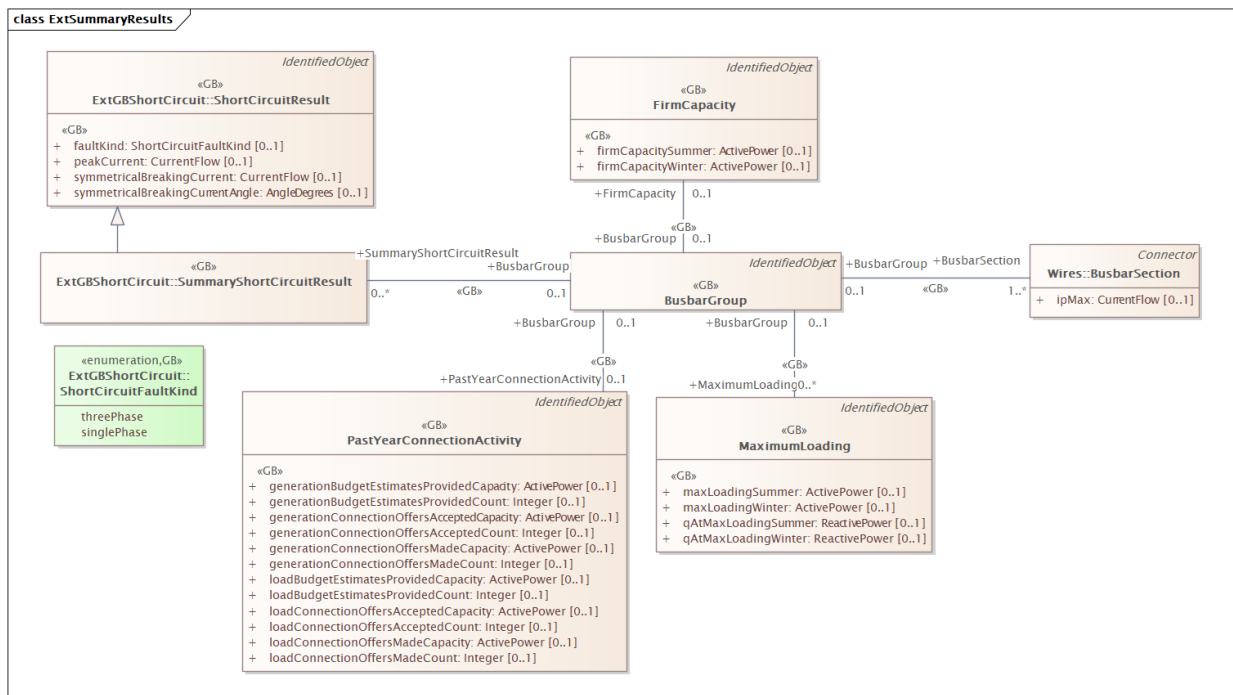 class ExtSummaryResults
IdentifiedObject
«GB»
ExtGBShortCircuit::ShortCircuitResult
«GB»
+ faultKind: ShortCircuitFaultKind [0..1]
+ peakCurrent: CurrentFlow [0..1]
+ symmetricalBreakingCurrent: CurrentFlow [0..1]
+ symmetricalBreakingCurrentAngle: AngleDegrees [0..1]
IdentifiedObject
«GB»
FirmCapacity
«GB»
+ firmCapacitySummer: ActivePower [0..1]
+ firmCapacityWinter: ActivePower [0..1]
+FirmCapacity 0..1
«GB»
+BusbarGroup 0..1
«GB»
ExtGBShortCircuit::SummaryShortCircuitResult
+SummaryShortCircuitResult
+BusbarGroup
0..*
«GB»
0..1
IdentifiedObject
«GB»
BusbarGroup
+BusbarGroup +BusbarSection
0..1
«GB»
1..*
Connector
Wires::BusbarSection
+ ipMax: CurrentFlow [0..1]
+BusbarGroup 0..1
«GB»
+PastYearConnectionActivity 0..1
+BusbarGroup 0..1
«GB»
+MaximumLoading 0..*
«enumeration,GB»
ExtGBShortCircuit::
ShortCircuitFaultKind
threePhase
singlePhase
IdentifiedObject
«GB»
PastYearConnectionActivity
«GB»
+ generationBudgetEstimatesProvidedCapacity: ActivePower [0..1]
+ generationBudgetEstimatesProvidedCount: Integer [0..1]
+ generationConnectionOffersAcceptedCapacity: ActivePower [0..1]
+ generationConnectionOffersAcceptedCount: Integer [0..1]
+ generationConnectionOffersMadeCapacity: ActivePower [0..1]
+ generationConnectionOffersMadeCount: Integer [0..1]
+ loadBudgetEstimatesProvidedCapacity: ActivePower [0..1]
+ loadBudgetEstimatesProvidedCount: Integer [0..1]
+ loadConnectionOffersAcceptedCapacity: ActivePower [0..1]
+ loadConnectionOffersAcceptedCount: Integer [0..1]
+ loadConnectionOffersMadeCapacity: ActivePower [0..1]
+ loadConnectionOffersMadeCount: Integer [0..1]
IdentifiedObject
«GB»
MaximumLoading
«GB»
+ maxLoadingSummer: ActivePower [0..1]
+ maxLoadingWinter: ActivePower [0..1]
+ qAtMaxLoadingSummer: ReactivePower [0..1]
+ qAtMaxLoadingWinter: ReactivePower [0..1]